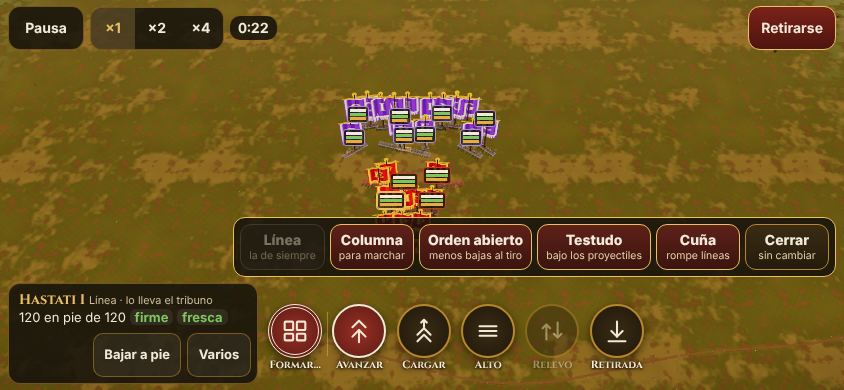 Pausa
×1
×2
×4
0:22
Retirarse
Línea
la de siempre
Columna
para marchar
Orden abierto
menos bajas al tiro
Testudo
bajo los proyectiles
Cuña
rompe líneas
Cerrar
sin cambiar
Hastati I Línea · lo lleva el tribuno
120 en pie de 120 firme fresca
Bajar a pie
Varios
Formar…
Avanzar
Cargar
Alto
Relevo
Retirada